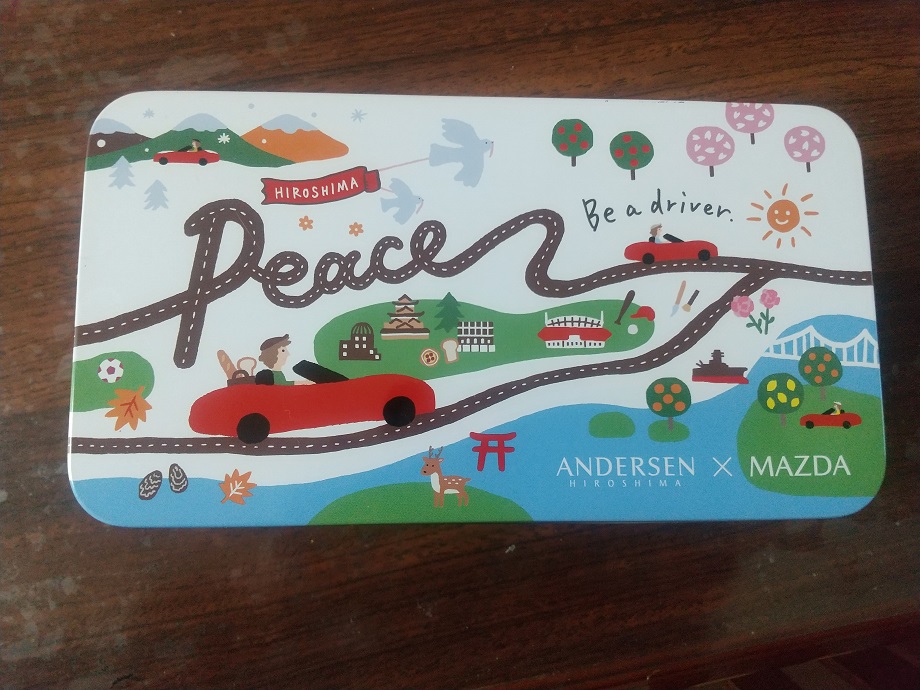 HIROSHIMA
Peace
Be a driver.
ANDERSEN × MAZDA
HIROSHIMA